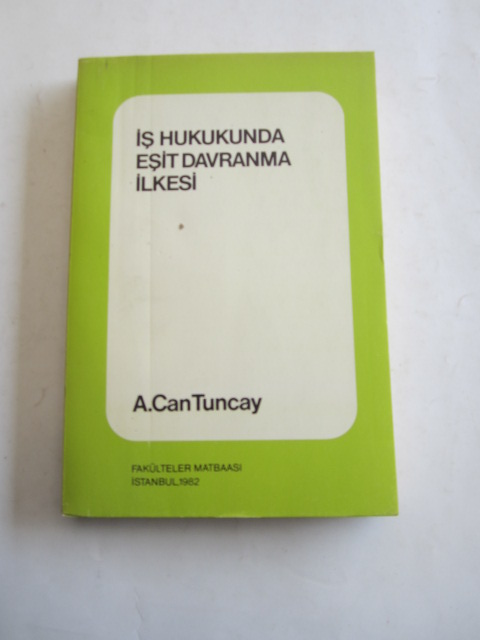 İŞ HUKUKUNDA
EŞİT DAVRANMA
İLKESİ
A.CanTuncay
FAKÜLTELER MATBAASI
İSTANBUL,1982